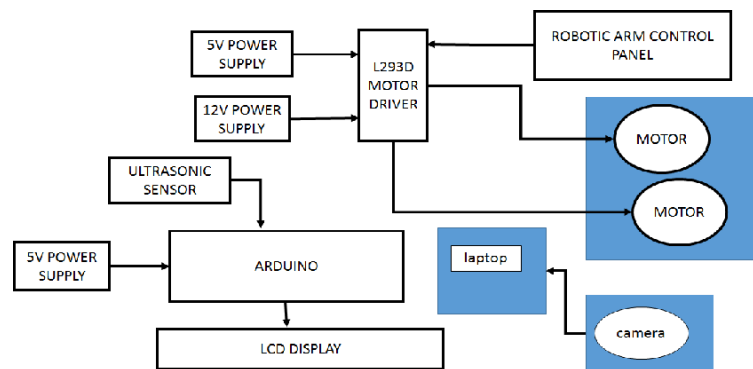 5V POWER
SUPPLY
L293D
MOTOR
DRIVER
ROBOTIC ARM CONTROL
PANEL
12V POWER
SUPPLY
MOTOR
ULTRASONIC
SENSOR
MOTOR
5V POWER
SUPPLY
ARDUINO
laptop
LCD DISPLAY
camera